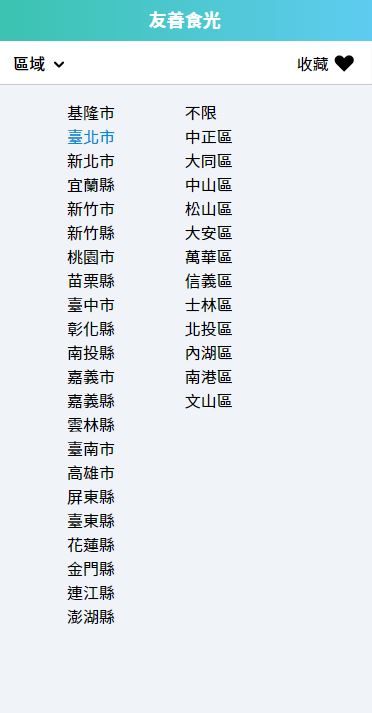 友善食光
區域
收藏
基隆市
臺北市
新北市
宜蘭縣
新竹市
新竹縣
桃園市
苗栗縣
臺中市
彰化縣
南投縣
嘉義市
嘉義縣
雲林縣
臺南市
高雄市
屏東縣
臺東縣
花蓮縣
金門縣
連江縣
澎湖縣
不限
中正區
大同區
中山區
松山區
大安區
萬華區
信義區
士林區
北投區
內湖區
南港區
文山區